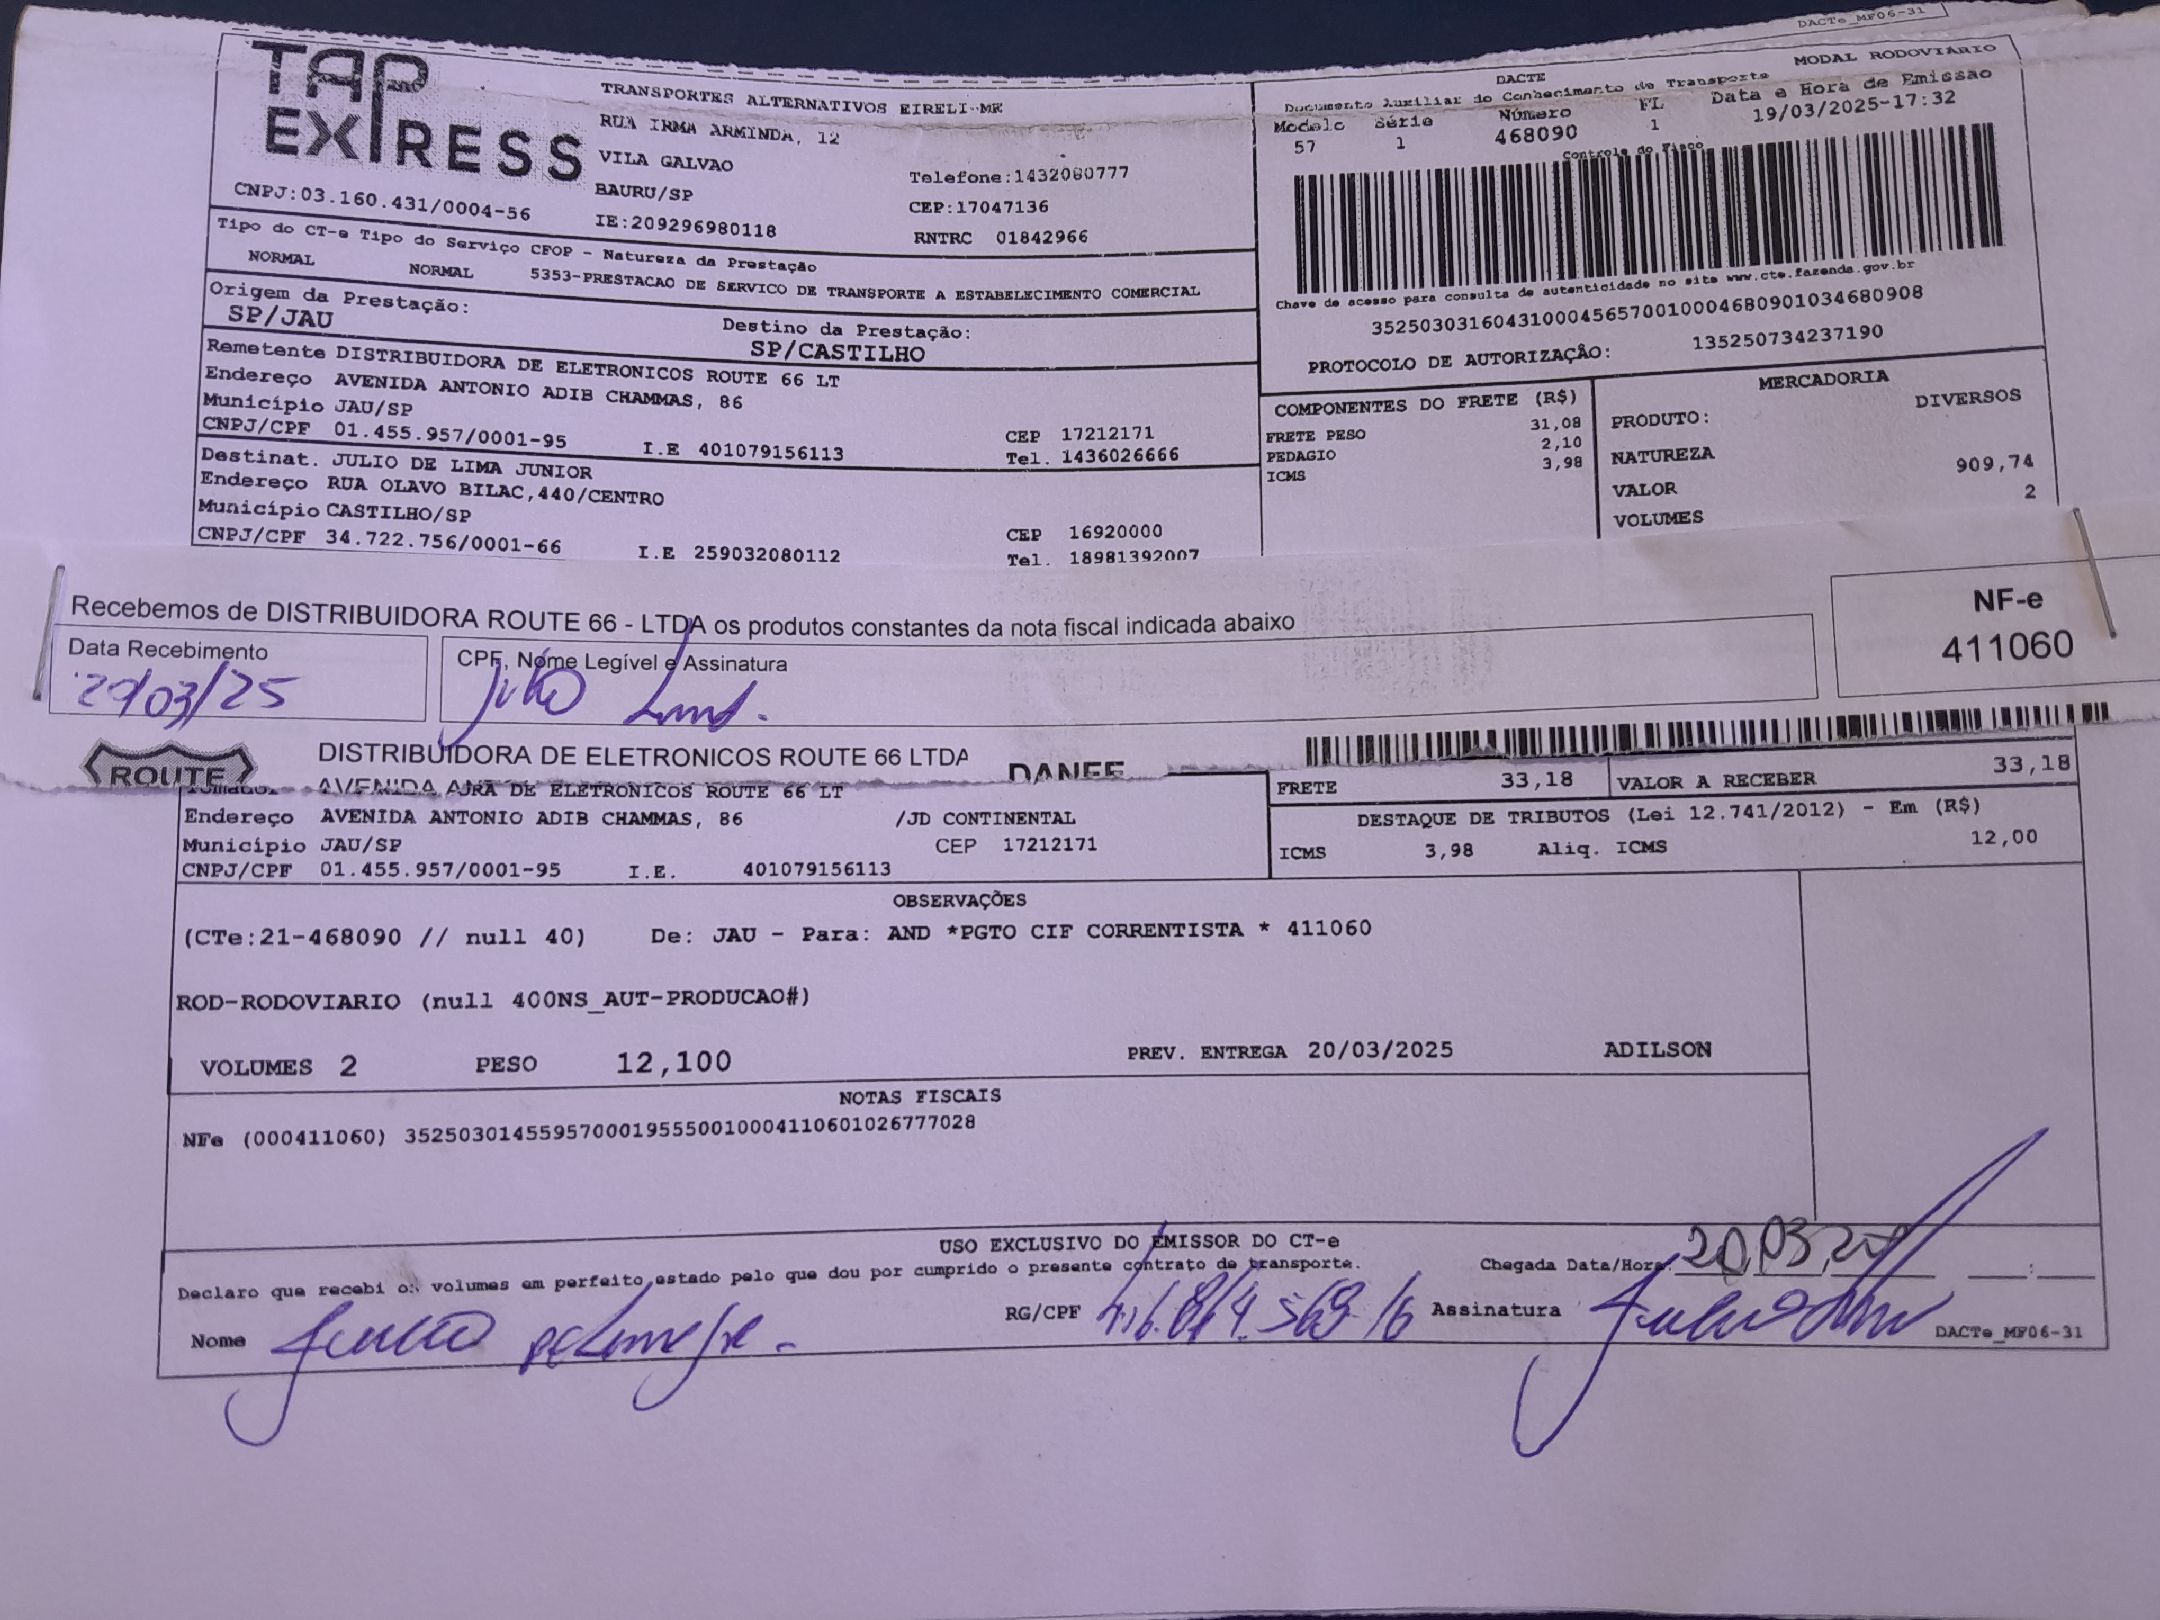 DACTe_MF06-31
TAP EXPRESS
CNPJ:03.160.431/0004-56
TRANSPORTES ALTERNATIVOS EIRELI-ME
RUA IRMA ARMINDA, 12
VILA GALVAO
BAURU/SP
IE:209296980118
Telefone:1432080777
CEP:17047136
RNTRC 01842966
DACTE
MODAL RODOVIARIO
Documento Auxiliar do Conhecimento de Transporte
Modelo Série Número FL Data e Hora de Emissão
57 1 468090 1 19/03/2025-17:32
Controle do Fisco
Chave de acesso para consulta de autenticidade no site www.cte.fazenda.gov.br
35250303160431000456570010004680901034680908
PROTOCOLO DE AUTORIZAÇÃO: 135250734237190
Tipo do CT-e Tipo do Serviço CFOP - Natureza da Prestação
NORMAL NORMAL 5353-PRESTACAO DE SERVICO DE TRANSPORTE A ESTABELECIMENTO COMERCIAL
Origem da Prestação:
SP/JAU
Destino da Prestação:
SP/CASTILHO
Remetente DISTRIBUIDORA DE ELETRONICOS ROUTE 66 LT
Endereço AVENIDA ANTONIO ADIB CHAMMAS, 86
Município JAU/SP CEP 17212171
CNPJ/CPF 01.455.957/0001-95 I.E 401079156113 Tel. 1436026666
Destinat. JULIO DE LIMA JUNIOR
Endereço RUA OLAVO BILAC,440/CENTRO
Município CASTILHO/SP CEP 16920000
CNPJ/CPF 34.722.756/0001-66 I.E 259032080112 Tel. 18981392007
COMPONENTES DO FRETE (R$)
FRETE PESO 31,08
PEDAGIO 2,10
ICMS 3,98
MERCADORIA
PRODUTO: DIVERSOS
NATUREZA
VALOR 909,74
VOLUMES 2
Recebemos de DISTRIBUIDORA ROUTE 66 - LTDA os produtos constantes da nota fiscal indicada abaixo
NF-e
411060
Data Recebimento
20/03/25
CPF, Nome Legível e Assinatura
ROUTE
DISTRIBUIDORA DE ELETRONICOS ROUTE 66 LTDA
DANFE
AVENIDA
DE ELETRONICOS ROUTE 66 LT
Endereço AVENIDA ANTONIO ADIB CHAMMAS, 86 /JD CONTINENTAL
Município JAU/SP CEP 17212171
CNPJ/CPF 01.455.957/0001-95 I.E. 401079156113
FRETE 33,18 VALOR A RECEBER 33,18
DESTAQUE DE TRIBUTOS (Lei 12.741/2012) - Em (R$)
ICMS 3,98 Aliq. ICMS 12,00
OBSERVAÇÕES
(CTe:21-468090 // null 40) De: JAU - Para: AND *PGTO CIF CORRENTISTA * 411060
ROD-RODOVIARIO (null 400NS_AUT-PRODUCAO#)
VOLUMES 2 PESO 12,100 PREV. ENTREGA 20/03/2025 ADILSON
NOTAS FISCAIS
NFe (000411060) 35250301455957000195550010004110601026777028
USO EXCLUSIVO DO EMISSOR DO CT-e
Declaro que recebi os volumes em perfeito estado pelo que dou por cumprido o presente contrato de transporte.
Chegada Data/Hora: 20 03
Nome
RG/CPF
Assinatura
DACTe_MF06-31